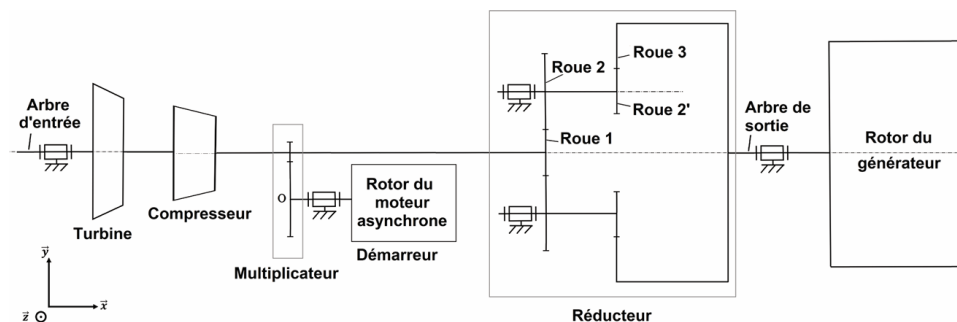 Arbre
d'entrée
Turbine
Compresseur
O
Multiplicateur
Rotor du
moteur
asynchrone
Démarreur
Roue 2
Roue 3
Roue 2'
Roue 1
Réducteur
Arbre de
sortie
Rotor du
générateur
y
z
x